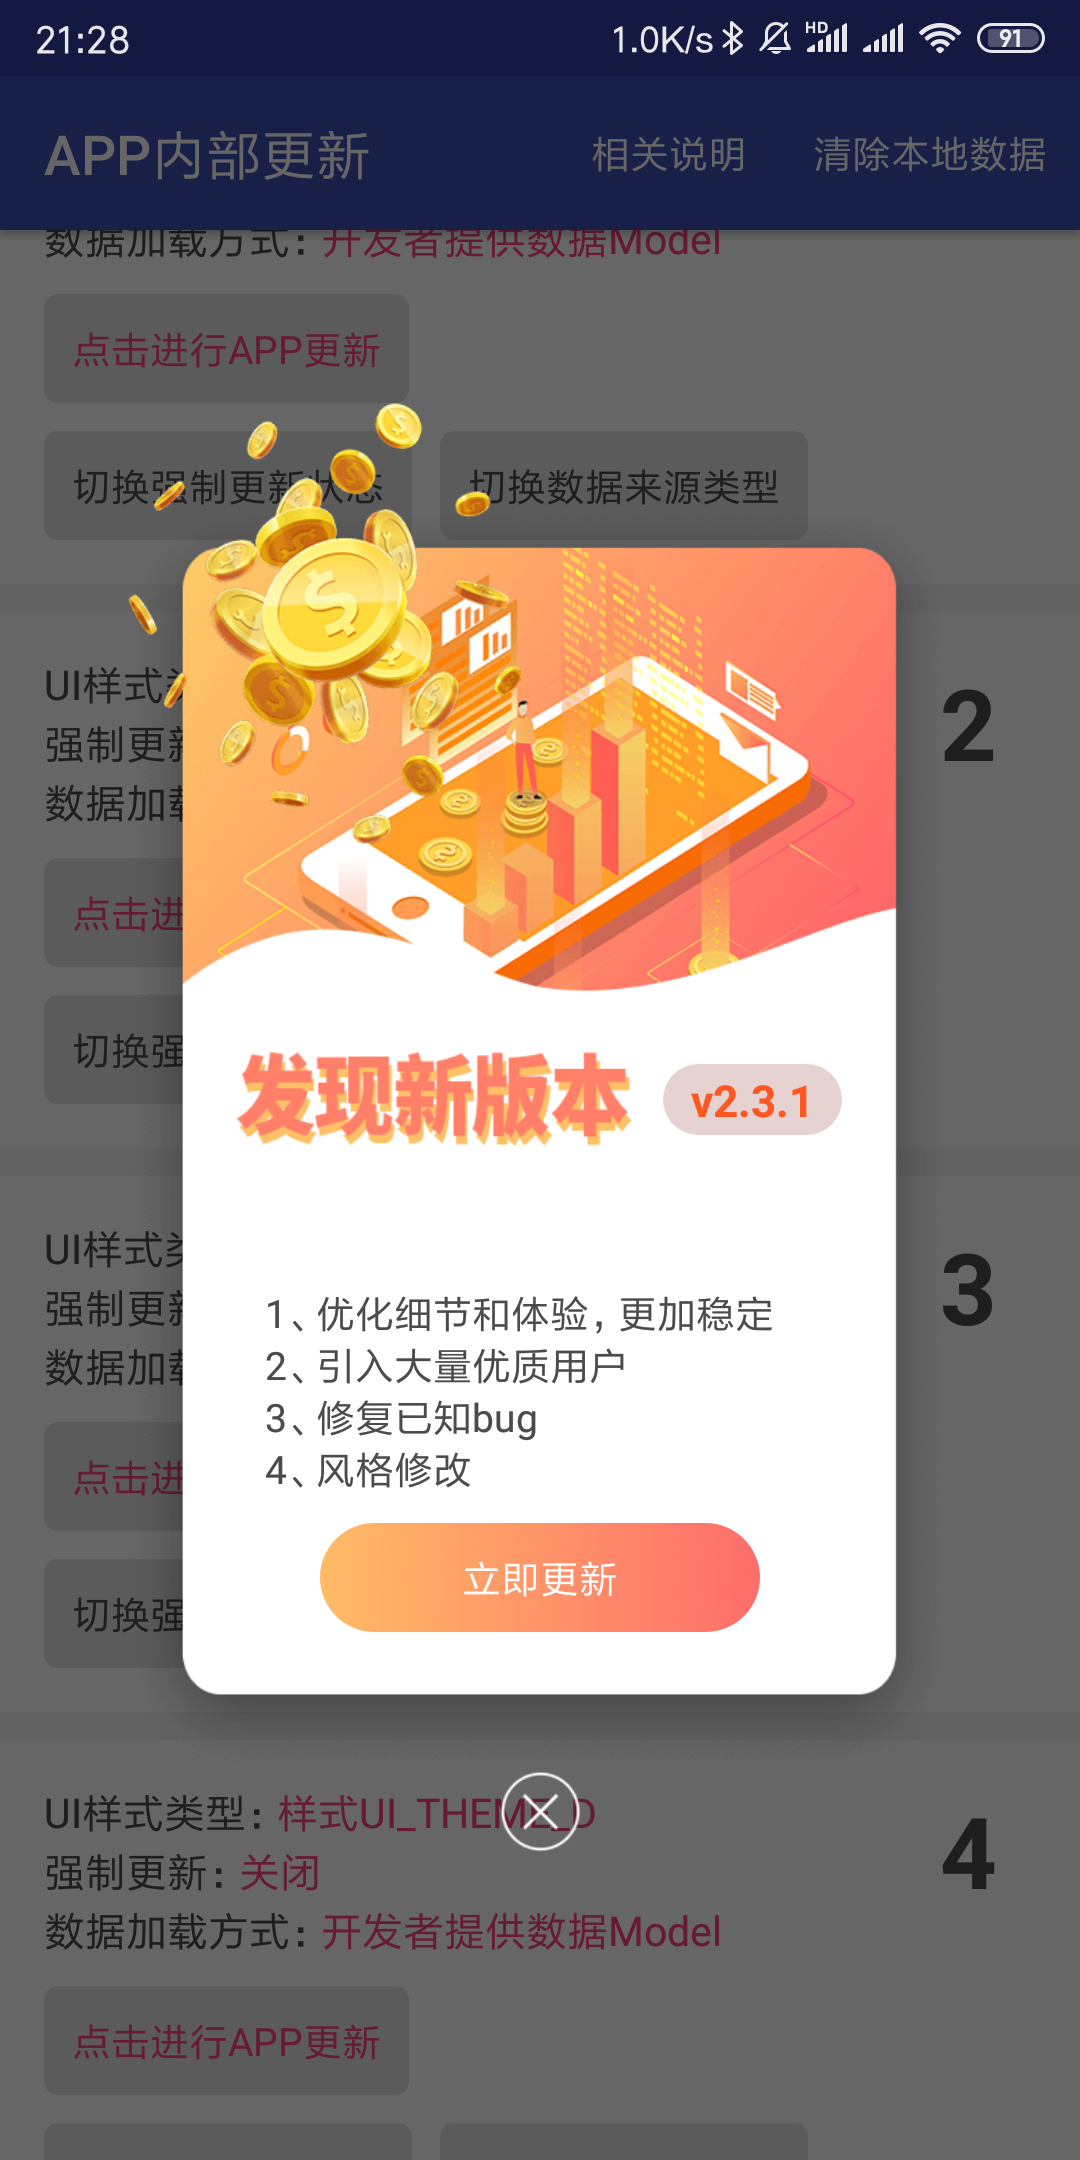 21:28
1.0K/s
HD
91
APP内部更新
相关说明
清除本地数据
数据加载方式：开发者提供数据Model
点击进行APP更新
切换强制更新状态
切换数据来源类型
UI样式
2
强制更新
数据加载
点击进
发现新版本
v2.3.1
切换强
UI样式类
3
强制更新
1、优化细节和体验，更加稳定
2、引入大量优质用户
数据加载
3、修复已知bug
4、风格修改
点击进
立即更新
切换强
UI样式类型：样式UI_THEME_D
4
强制更新：关闭
数据加载方式：开发者提供数据Model
点击进行APP更新